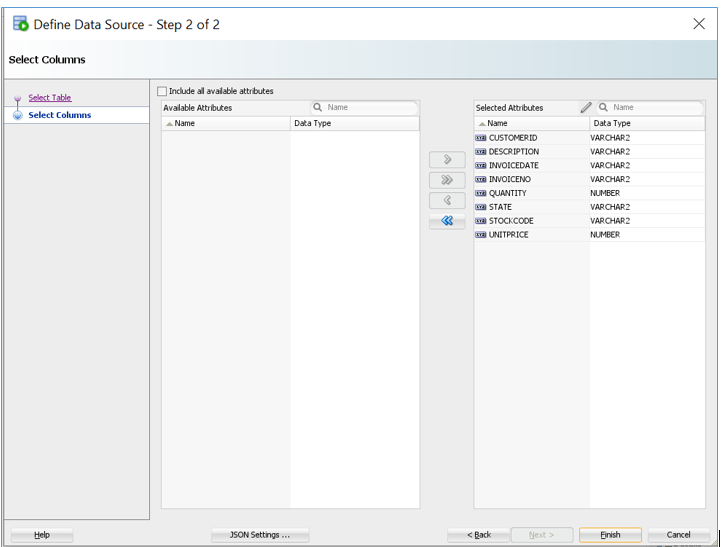 Define Data Source - Step 2 of 2
Select Columns
Select Table
Select Columns
Include all available attributes
Available Attributes
Name
Name
Data Type
Selected Attributes
Name
Name
Data Type
CUSTOMERID VARCHAR2
DESCRIPTION VARCHAR2
INVOICEDATE VARCHAR2
INVOICENO VARCHAR2
QUANTITY NUMBER
STATE VARCHAR2
STOCKCODE VARCHAR2
UNITPRICE NUMBER
Help
JSON Settings ...
< Back
Next >
Finish
Cancel